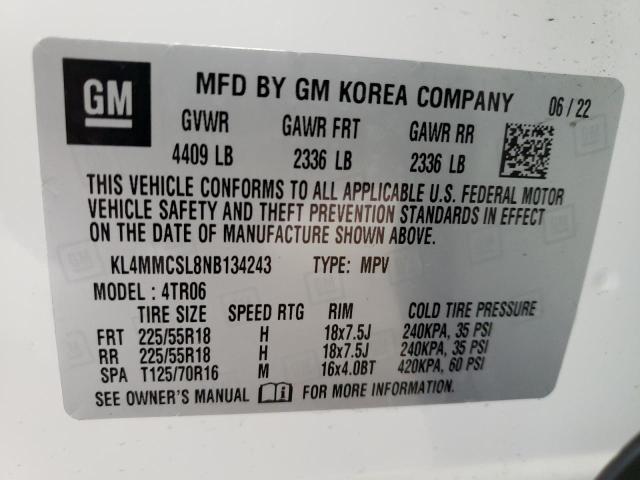 GM MFD BY GM KOREA COMPANY 06/22
GVWR GAWR FRT GAWR RR
4409 LB 2336 LB 2336 LB
THIS VEHICLE CONFORMS TO ALL APPLICABLE U.S. FEDERAL MOTOR
VEHICLE SAFETY AND THEFT PREVENTION STANDARDS IN EFFECT
ON THE DATE OF MANUFACTURE SHOWN ABOVE.
KL4MMCSL8NB134243 TYPE: MPV
MODEL : 4TR06
TIRE SIZE SPEED RTG RIM COLD TIRE PRESSURE
FRT 225/55R18 H 18x7.5J 240KPA, 35 PSI
RR 225/55R18 H 18x7.5J 240KPA, 35 PSI
SPA T125/70R16 M 16x4.0BT 420KPA, 60 PSI
SEE OWNER'S MANUAL i FOR MORE INFORMATION.